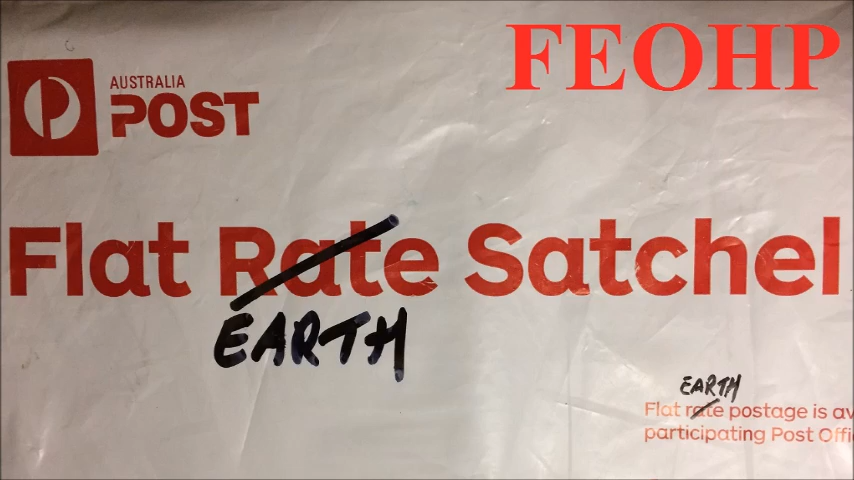 FEOHP
AUSTRALIA
POST
Flat Rate Satchel
EARTH
EARTH
Flat rate postage is av
participating Post Offi